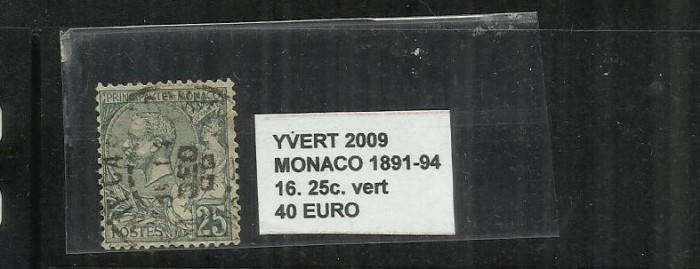 PRINCIPAUTE DE MONACO
25
POSTES
YVERT 2009
MONACO 1891-94
16. 25c. vert
40 EURO